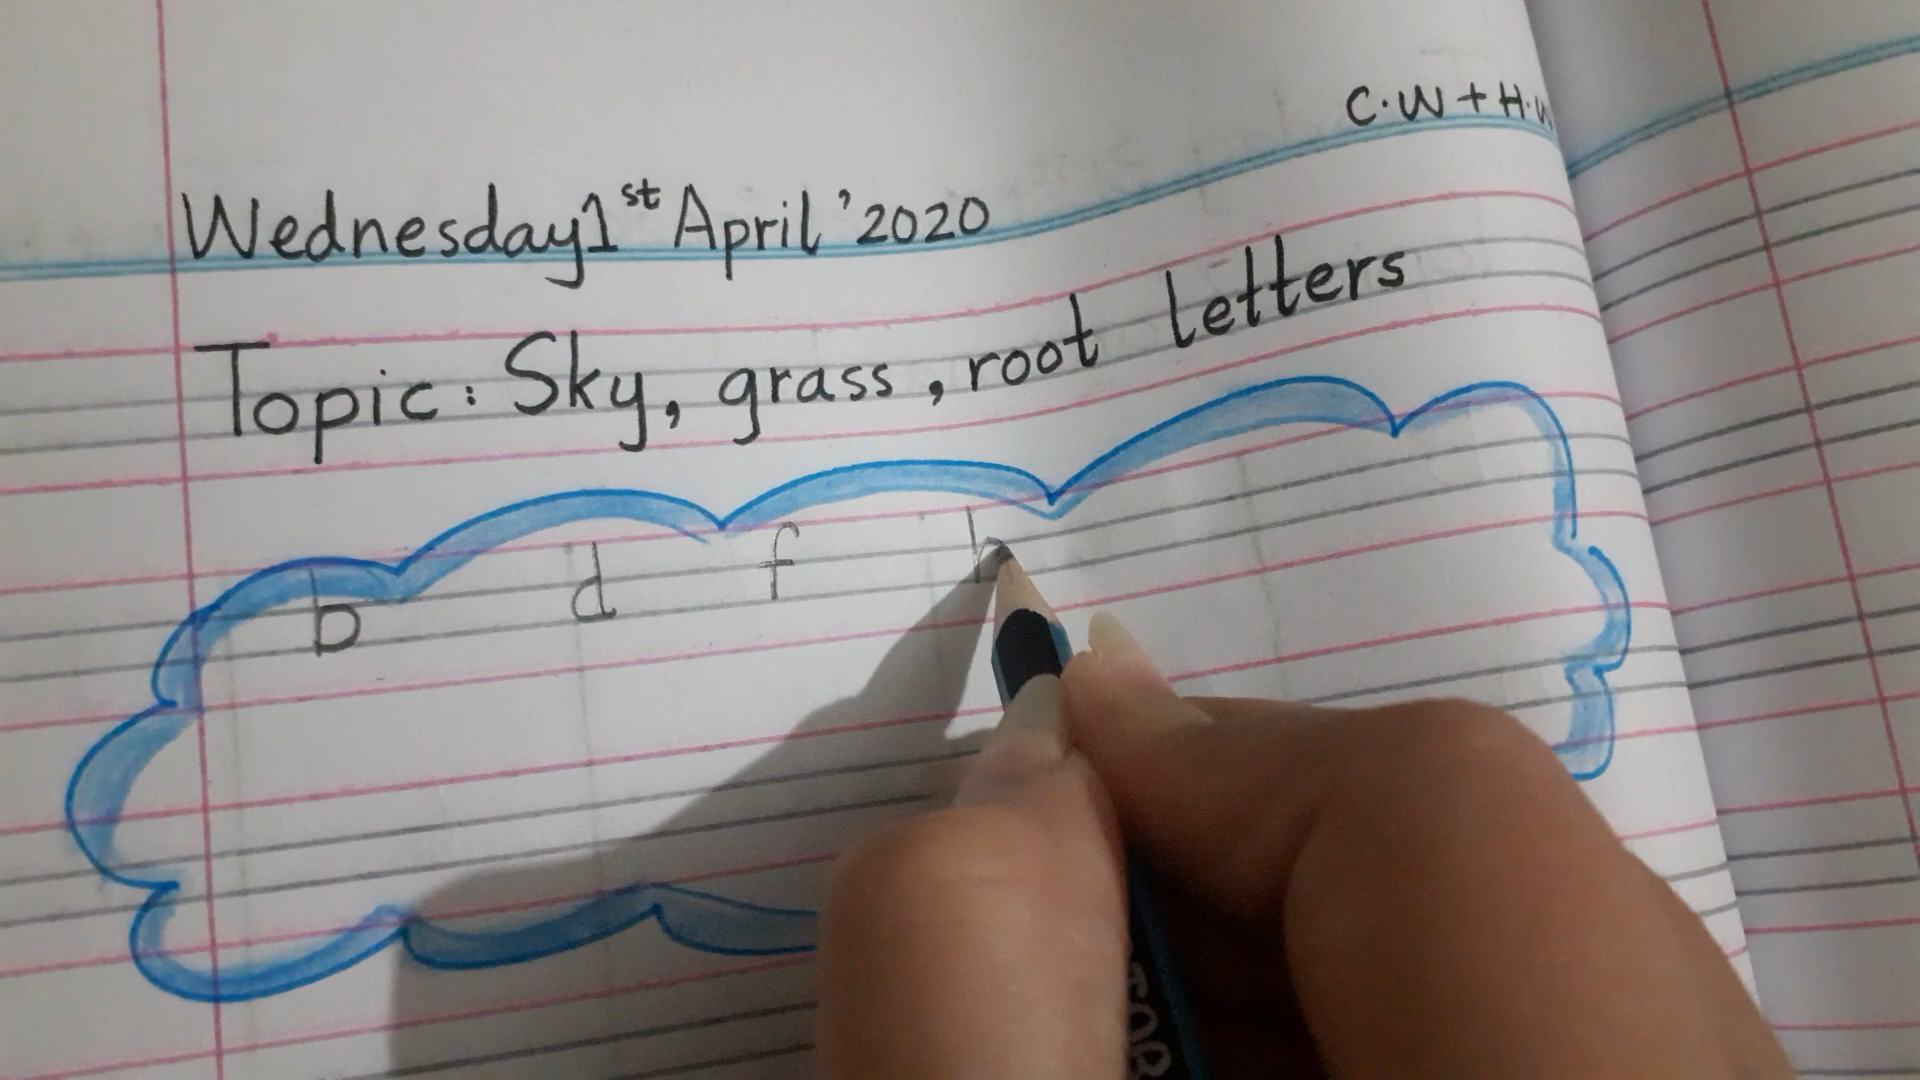 C.W + H.W
Wednesday 1st April '2020
Topic: Sky, grass, root letters
b d f h